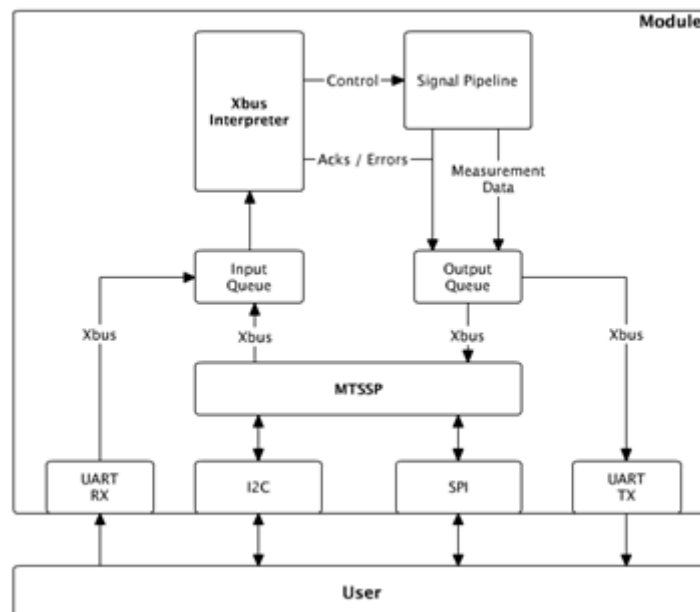 Module
Xbus
Interpreter
Control
Signal Pipeline
Acks / Errors
Measurement
Data
Input
Queue
Output
Queue
Xbus
Xbus
Xbus
Xbus
MTSSP
UART
RX
I2C
SPI
UART
TX
User